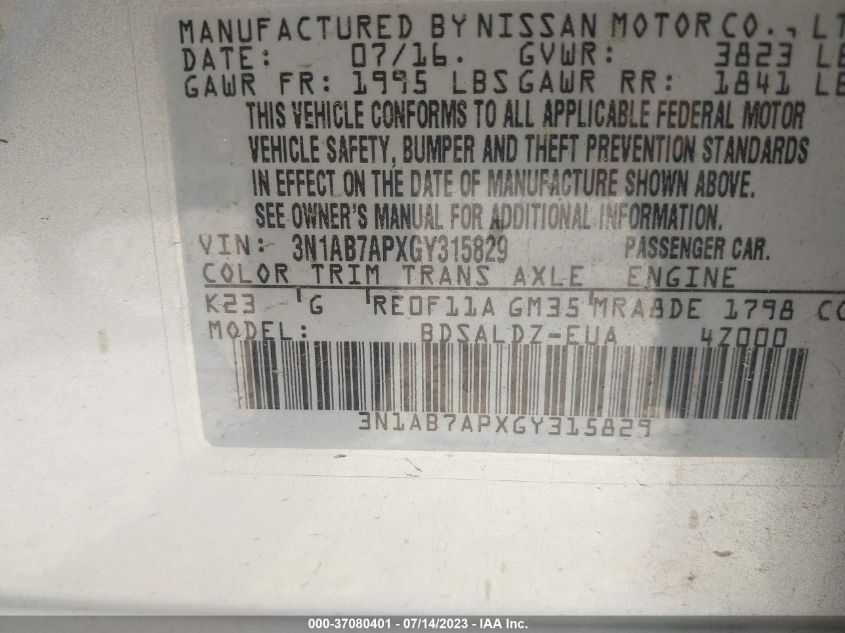 MANUFACTURED BY NISSAN MOTOR CO., LT
DATE: 07/16. GVWR: 3823 LB
GAWR FR: 1995 LBS GAWR RR: 1841 LB
THIS VEHICLE CONFORMS TO ALL APPLICABLE FEDERAL MOTOR
VEHICLE SAFETY, BUMPER AND THEFT PREVENTION STANDARDS
IN EFFECT ON THE DATE OF MANUFACTURE SHOWN ABOVE.
SEE OWNER'S MANUAL FOR ADDITIONAL INFORMATION.
VIN: 3N1AB7APXGY315829 PASSENGER CAR.
COLOR TRIM TRANS AXLE ENGINE
K23 G RE0F11A GM35 MRA8DE 1798 CC
MODEL: BDSALDZ-EUA 4Z000
3N1AB7APXGY315829
000-37080401 - 07/14/2023 - IAA Inc.